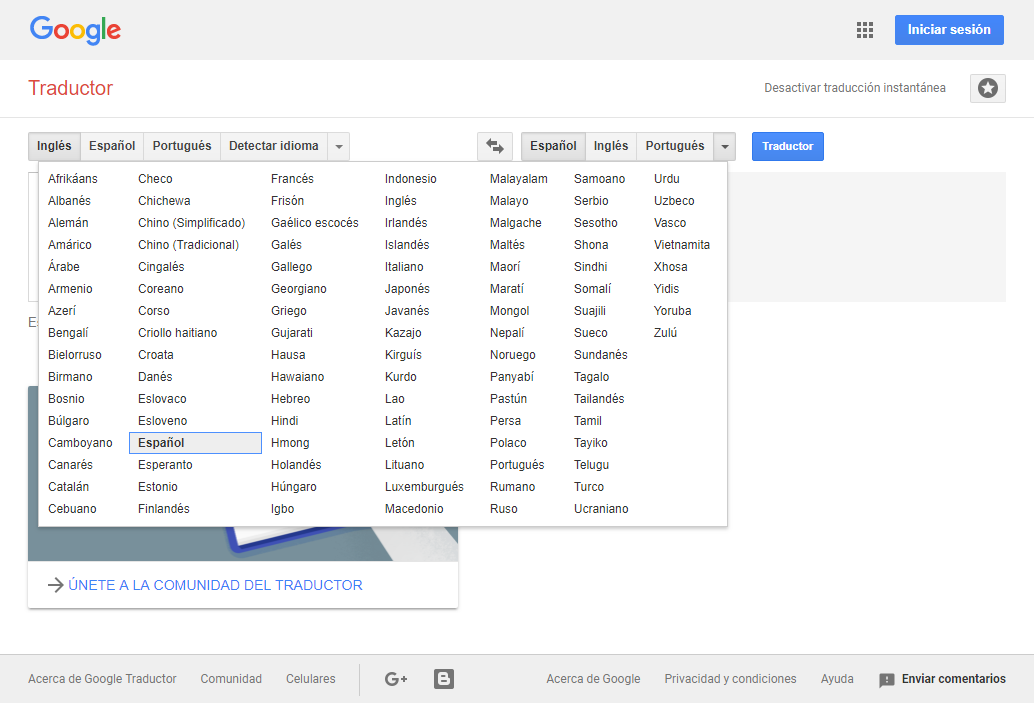 Google
Iniciar sesión
Traductor
Desactivar traducción instantánea
Inglés Español Portugués Detectar idioma
Español Inglés Portugués
Traductor
Afrikáans Checo Francés Indonesio Malayalam Samoano Urdu
Albanés Chichewa Frisón Inglés Malayo Serbio Uzbeco
Alemán Chino (Simplificado) Gaélico escocés Irlandés Malgache Sesotho Vasco
Amárico Chino (Tradicional) Galés Islandés Maltés Shona Vietnamita
Árabe Cingalés Gallego Italiano Maorí Sindhi Xhosa
Armenio Coreano Georgiano Japonés Maratí Somalí Yidis
Azerí Corso Griego Javanés Mongol Suajili Yoruba
Bengalí Criollo haitiano Gujarati Kazajo Nepalí Sueco Zulú
Bielorruso Croata Hausa Kirguís Noruego Sundanés
Birmano Danés Hawaiano Kurdo Panyabí Tagalo
Bosnio Eslovaco Hebreo Lao Pastún Tailandés
Búlgaro Esloveno Hindi Latín Persa Tamil
Camboyano Español Hmong Letón Polaco Tayiko
Canarés Esperanto Holandés Lituano Portugués Telugu
Catalán Estonio Húngaro Luxemburgués Rumano Turco
Cebuano Finlandés Igbo Macedonio Ruso Ucraniano
ÚNETE A LA COMUNIDAD DEL TRADUCTOR
Acerca de Google Traductor Comunidad Celulares G+ B Acerca de Google Privacidad y condiciones Ayuda Enviar comentarios